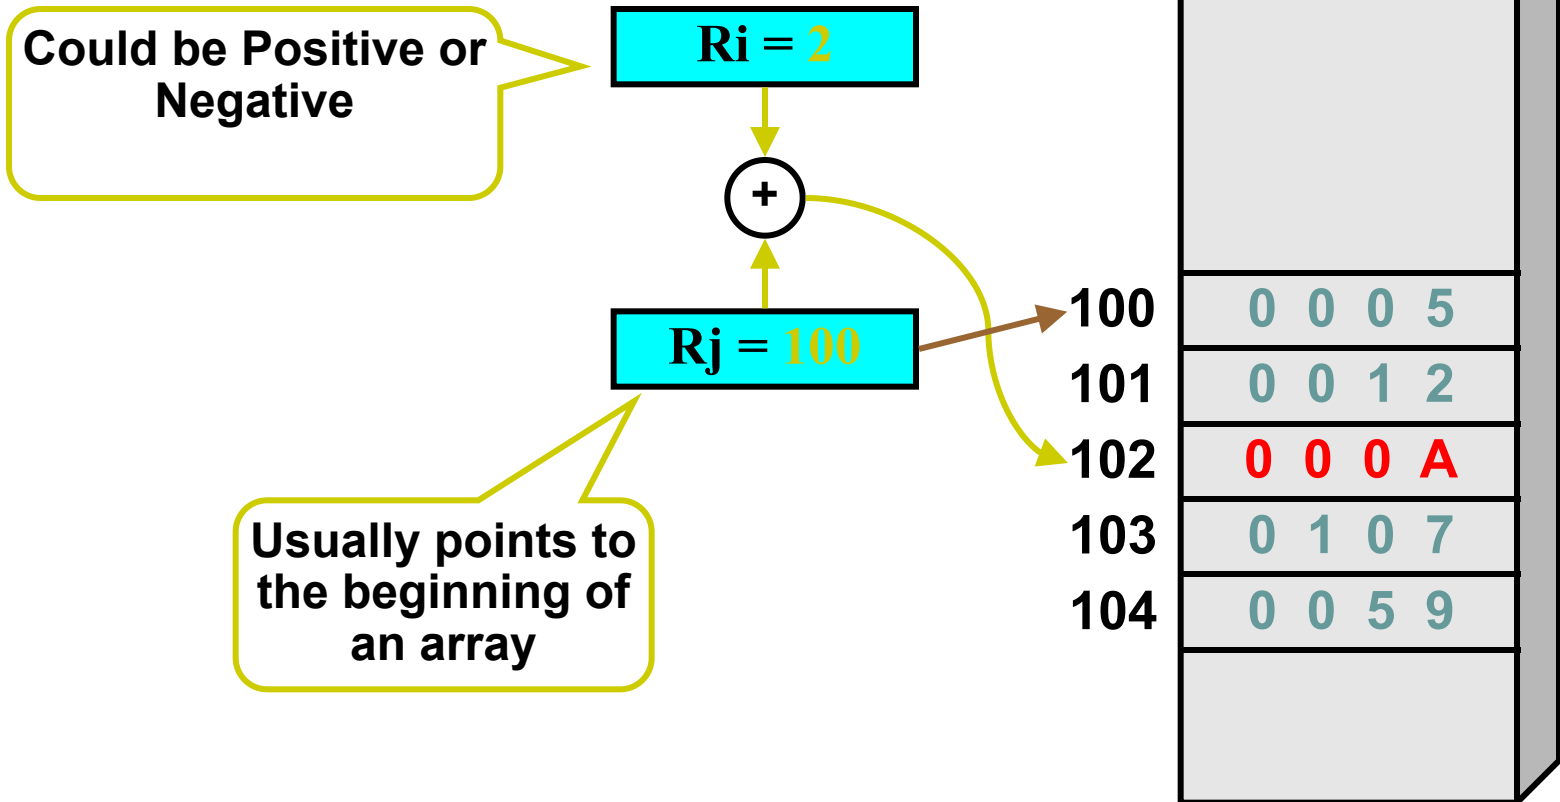 Could be Positive or
Negative
Ri = 2
+
Rj = 100
Usually points to
the beginning of
an array
100 0 0 0 5
101 0 0 1 2
102 0 0 0 A
103 0 1 0 7
104 0 0 5 9